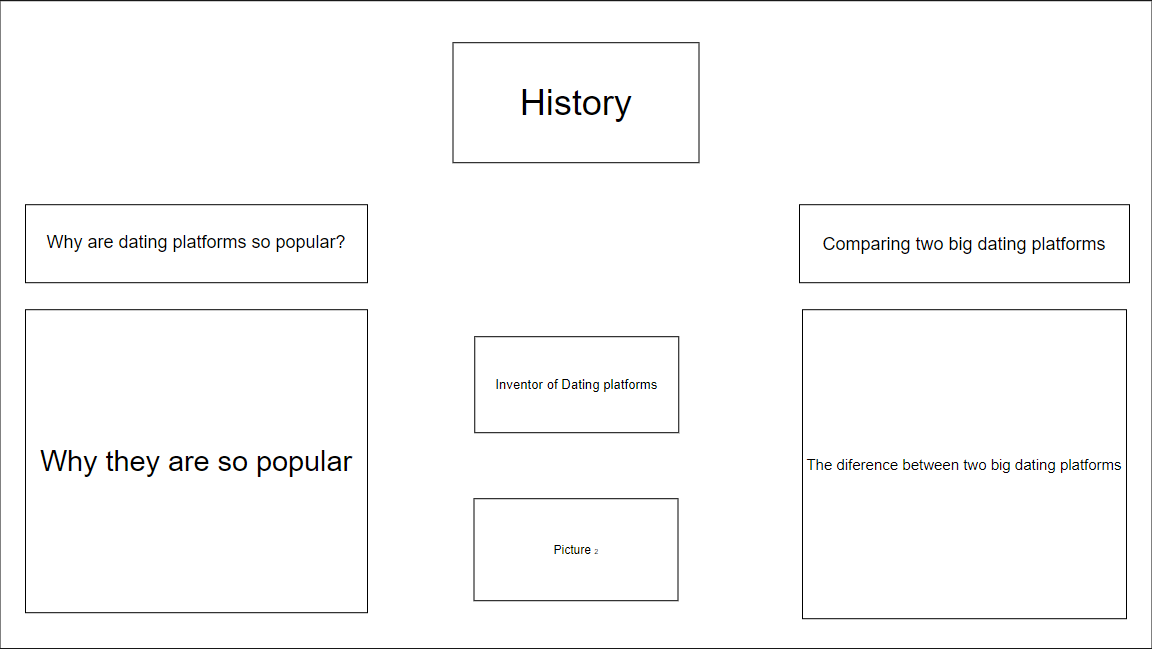 History
Why are dating platforms so popular?
Comparing two big dating platforms
Why they are so popular
Inventor of Dating platforms
The diference between two big dating platforms
Picture 2